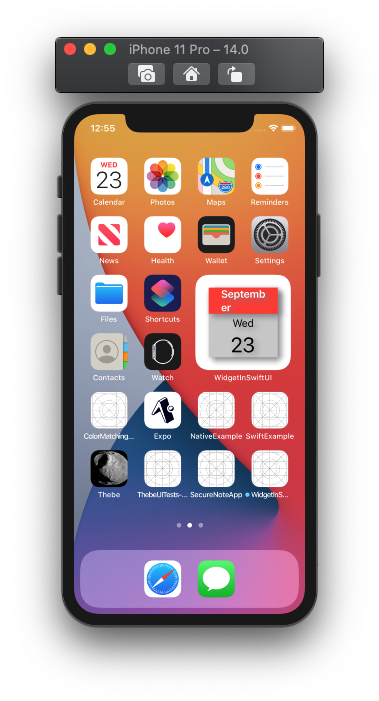 iPhone 11 Pro – 14.0
12:55
WED
23
Calendar
Photos
Maps
Reminders
News
Health
Wallet
Settings
Files
Shortcuts
Septemb
er
Wed
23
Contacts
Watch
WidgetInSwiftUI
ColorMatching...
Expo
NativeExample
SwiftExample
Thebe
ThebeUITests-...
SecureNoteApp
WidgetInS...